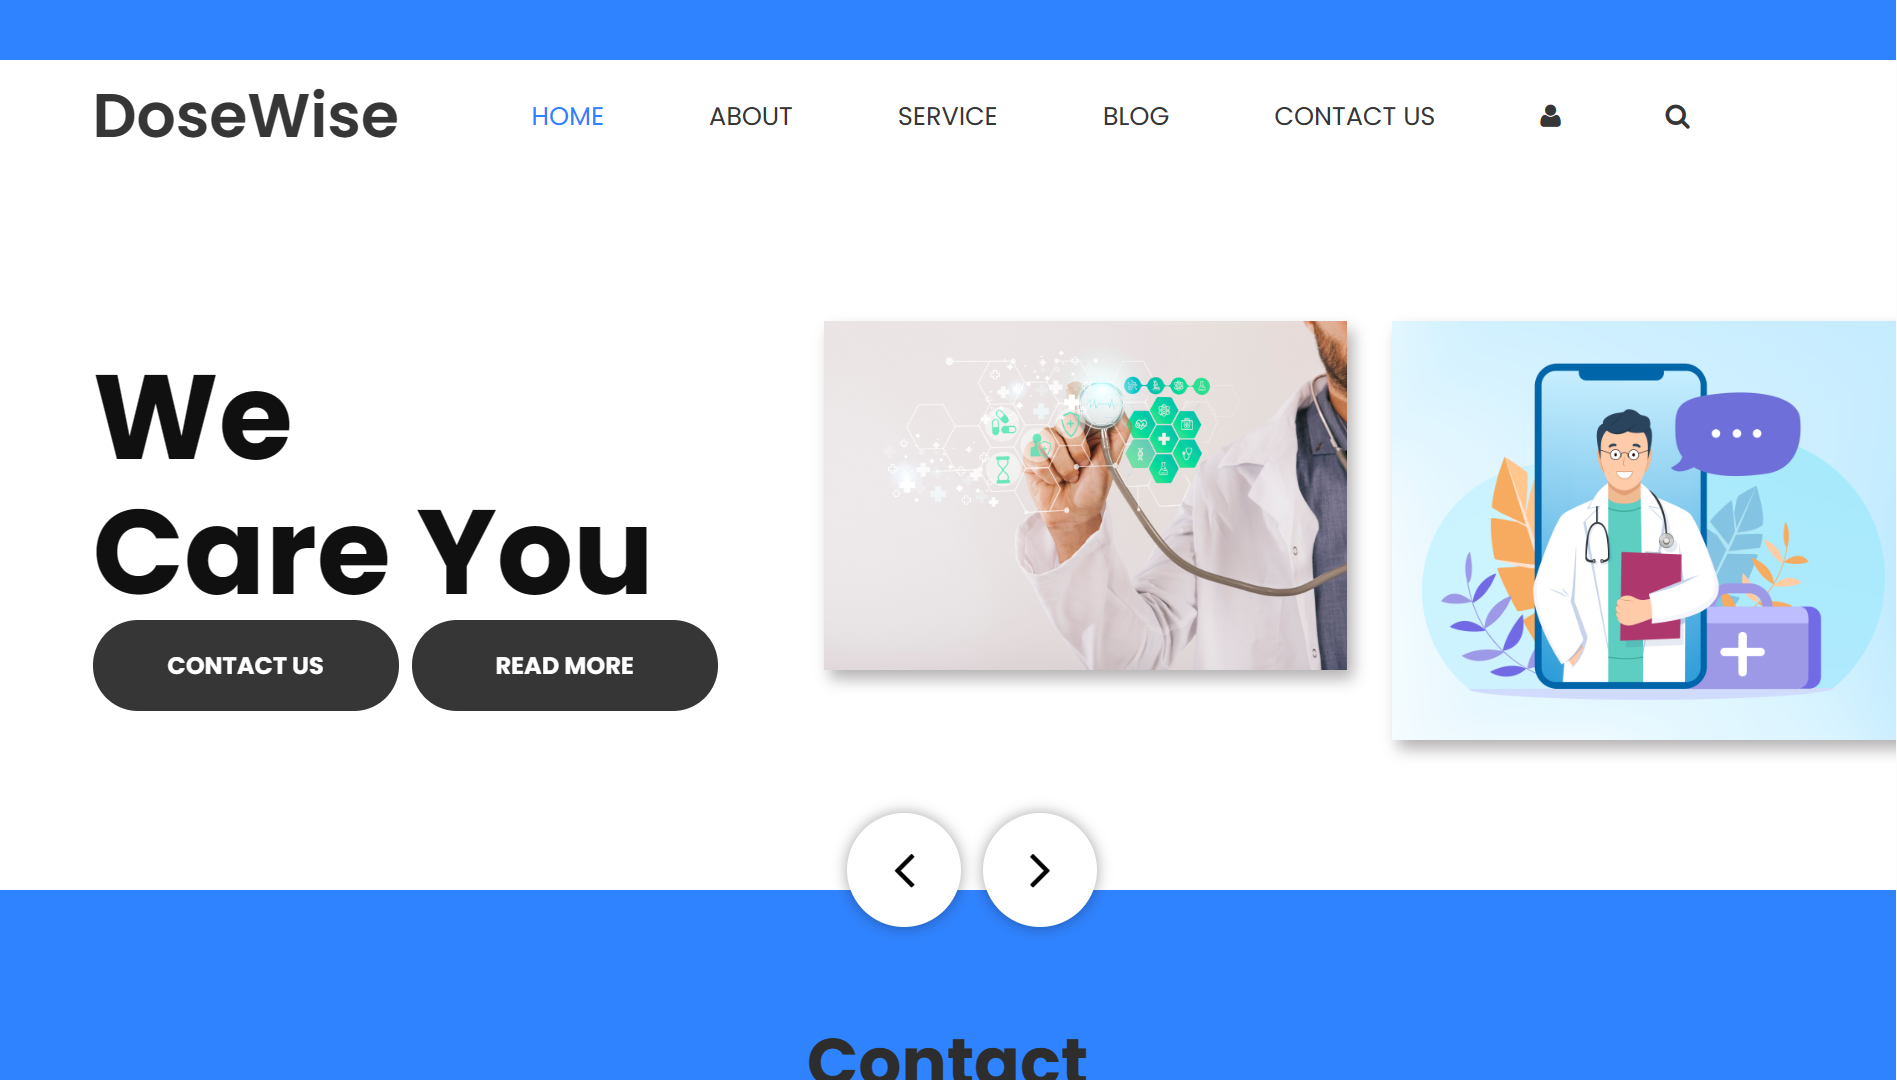 DoseWise
HOME
ABOUT
SERVICE
BLOG
CONTACT US
We
Care You
CONTACT US
READ MORE
Contact